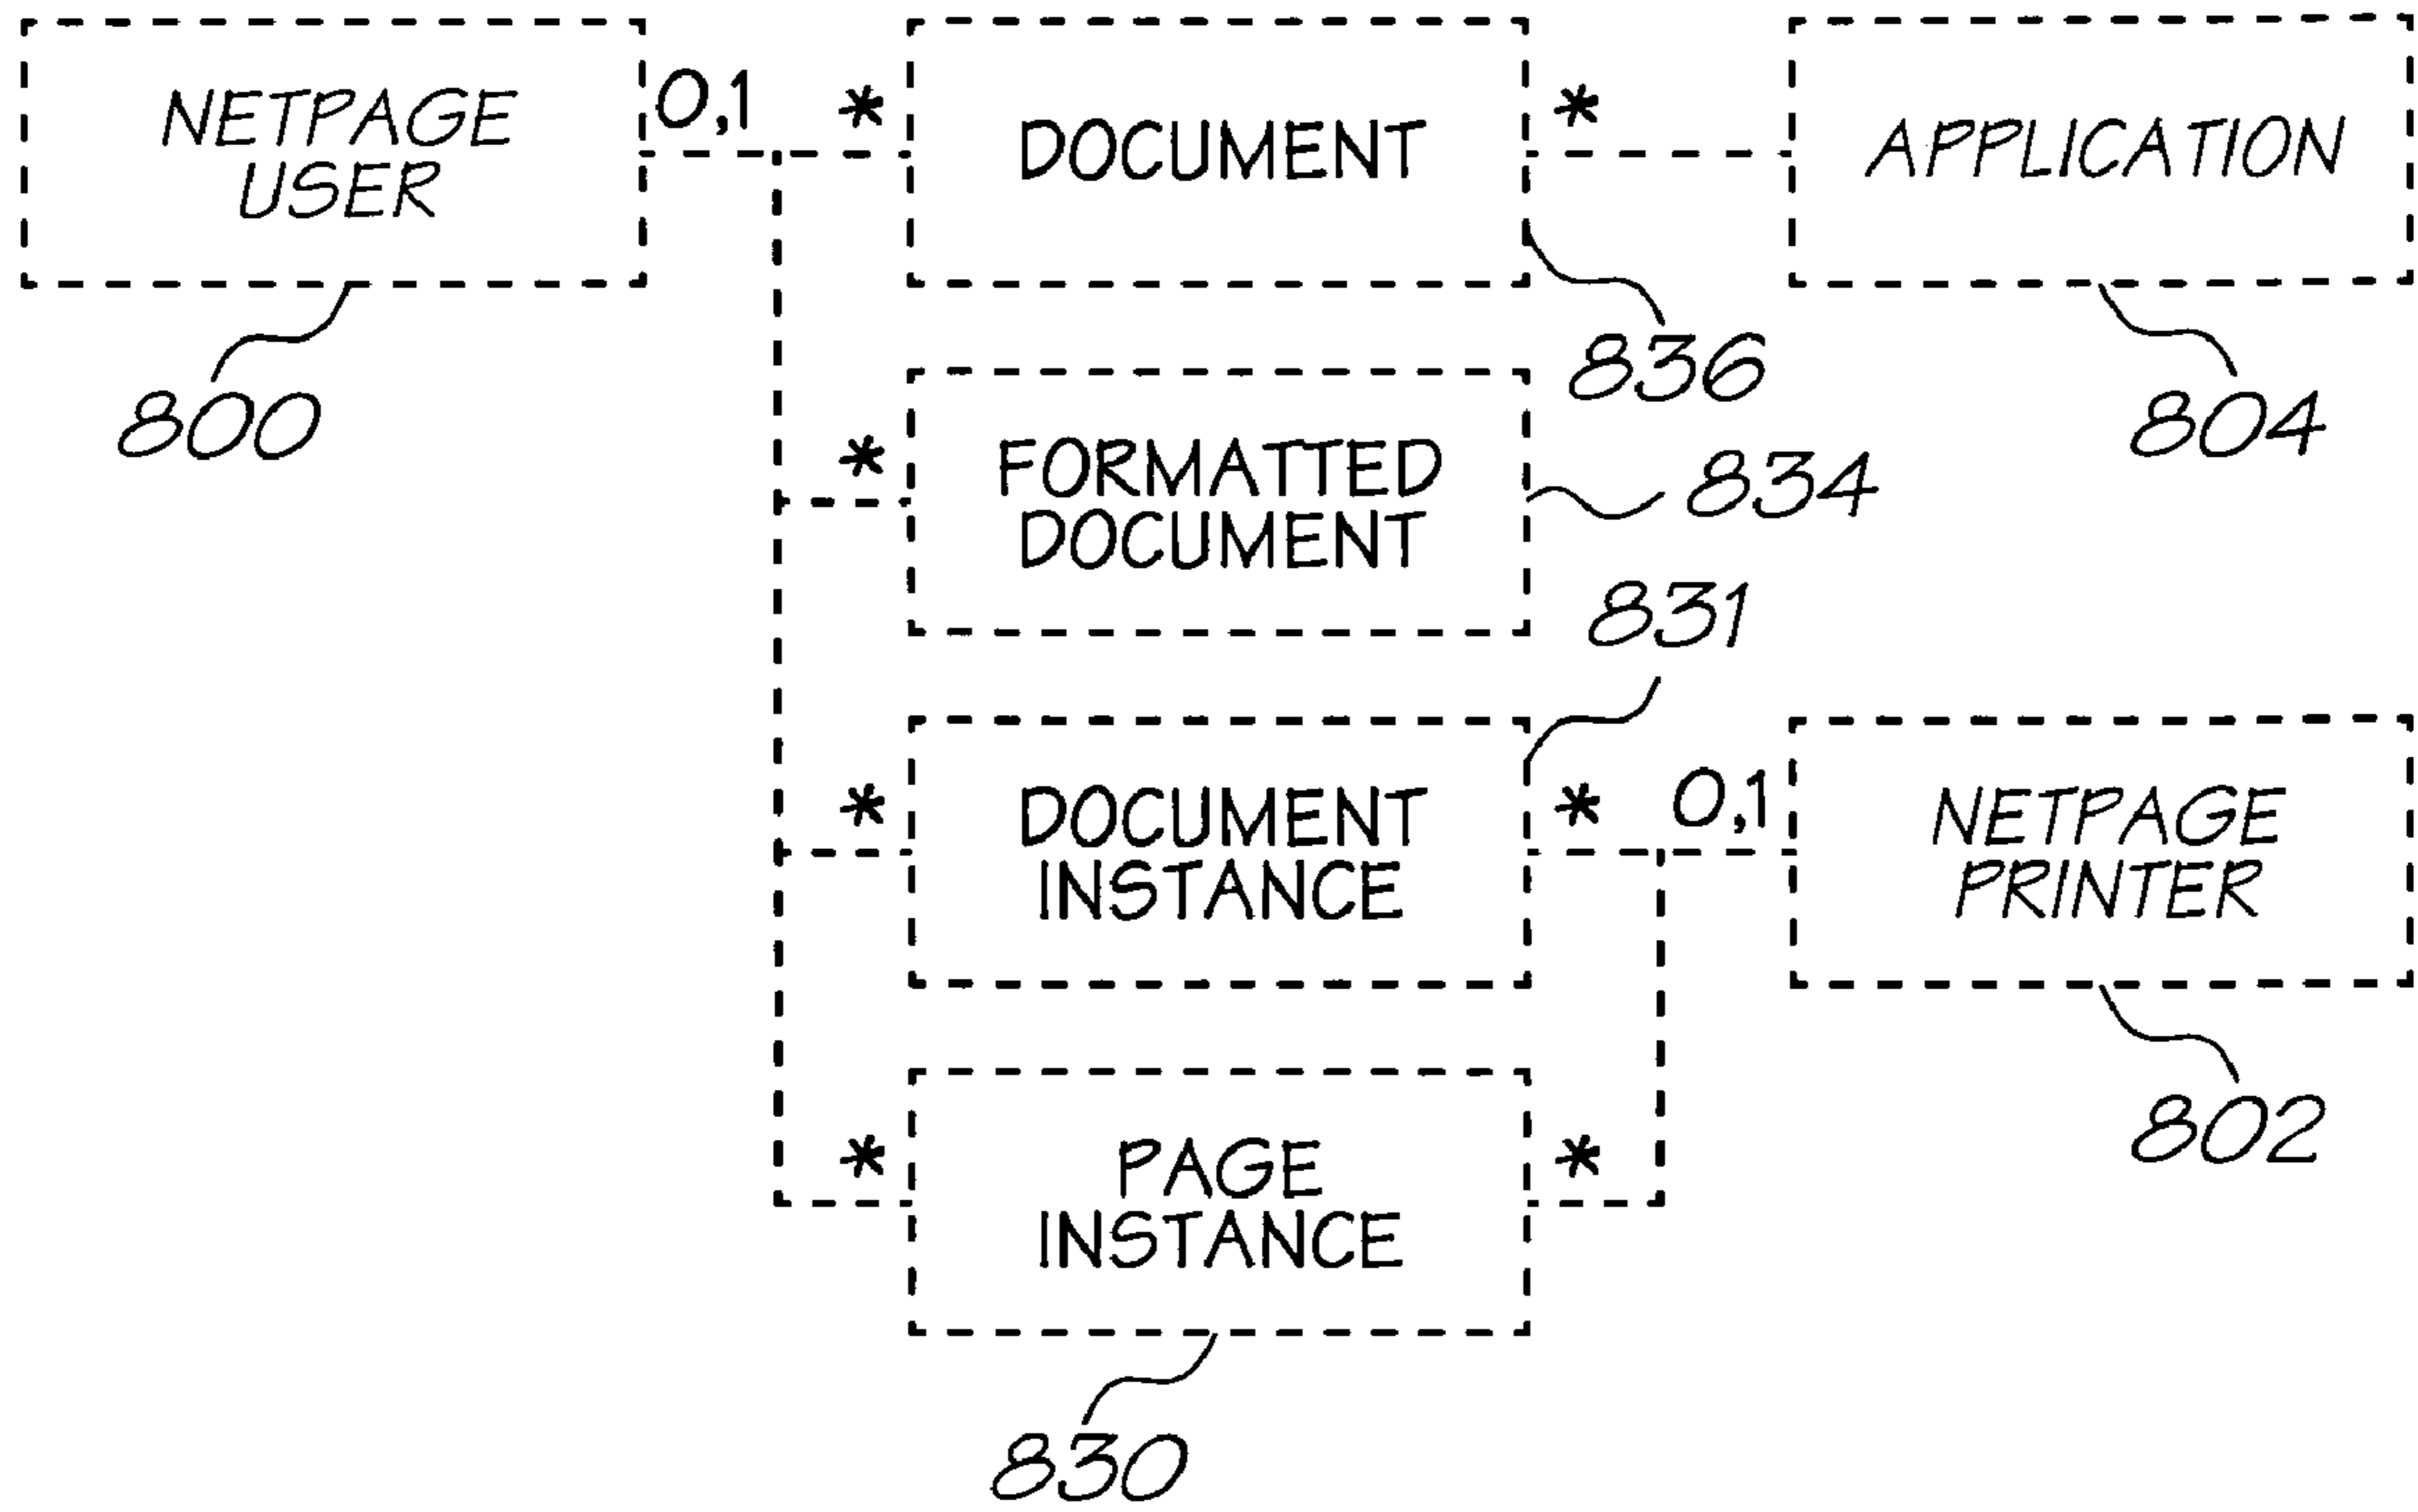 NETPAGE
USER
0,1
*
DOCUMENT
*
APPLICATION
800
836
804
*
FORMATTED
DOCUMENT
834
831
*
DOCUMENT
INSTANCE
*
0,1
NETPAGE
PRINTER
802
*
PAGE
INSTANCE
*
830